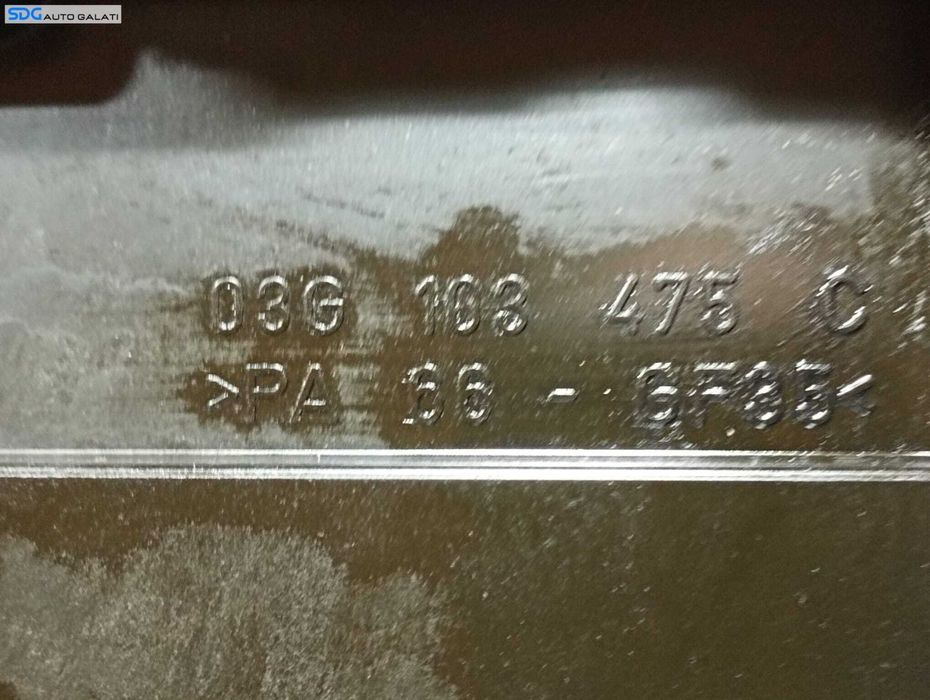 SDG AUTO GALATI
03G 103 475 C
>PA 66 - GF35<